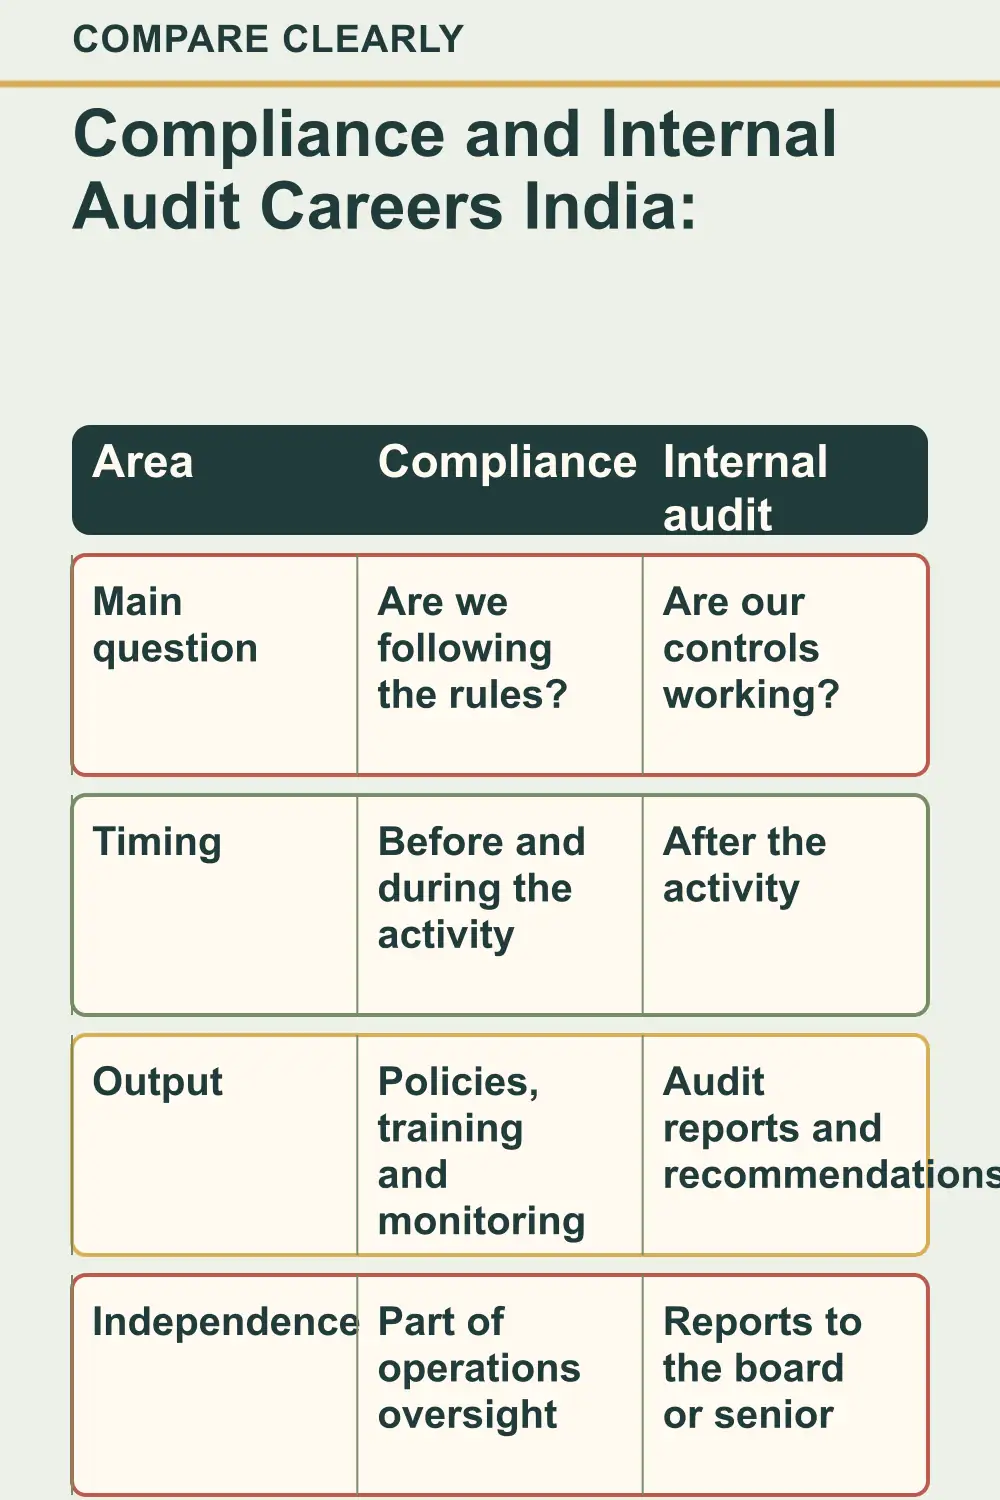 COMPARE CLEARLY
Compliance and Internal
Audit Careers India:
Area
Compliance
Internal
audit
Main
question
Are we
following
the rules?
Are our
controls
working?
Timing
Before and
during the
activity
After the
activity
Output
Policies,
training
and
monitoring
Audit
reports and
recommendations
Independence
Part of
operations
oversight
Reports to
the board
or senior